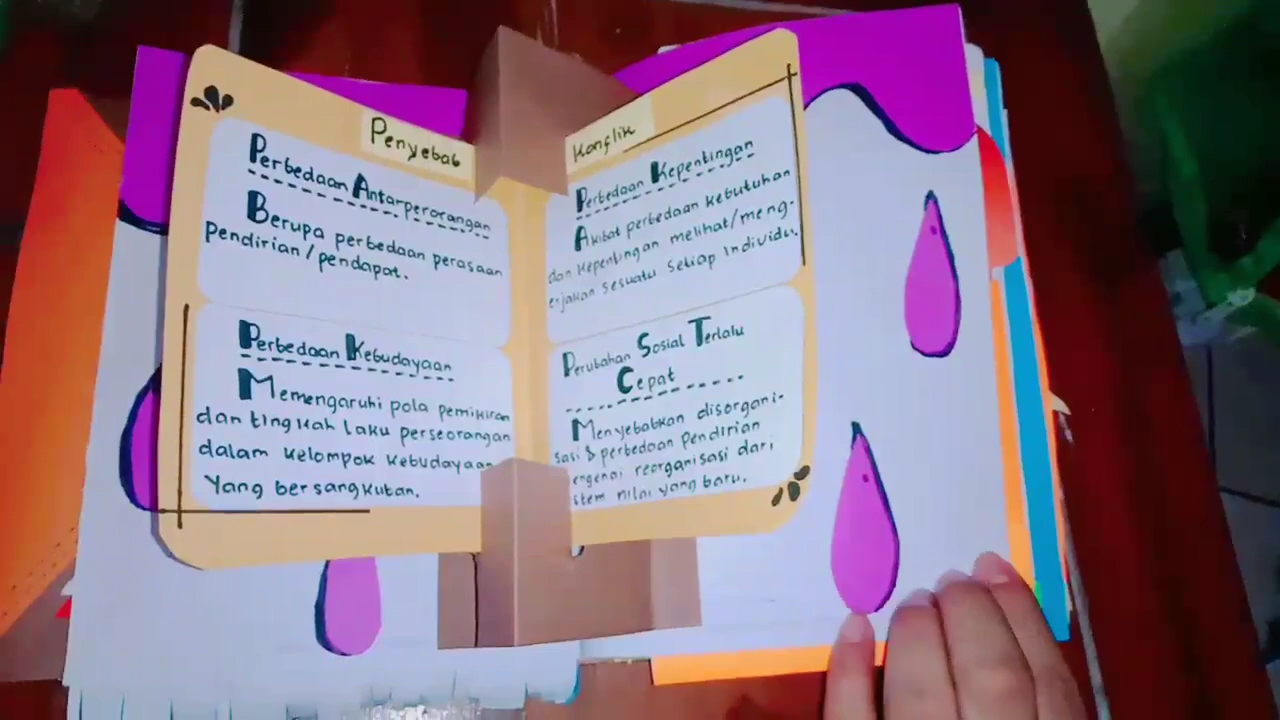 Penyebab
Perbedaan Antarperorangan
Berupa perbedaan perasaan
pendirian/pendapat.
Perbedaan Kebudayaan
Memengaruhi pola pemikiran
dan tingkah laku perseorangan
dalam kelompok kebudayaan
Yang bersangkutan.
Konflik
Perbedaan Kepentingan
Akibat perbedaan kebutuhan
dan kepentingan melihat/meng-
erjakan sesuatu setiap individu.
Perubahan Sosial Terlalu
Cepat
Menyebabkan disorgani-
sasi & perbedaan pendirian
engenai reorganisasi dari
stem nilai yang baru.